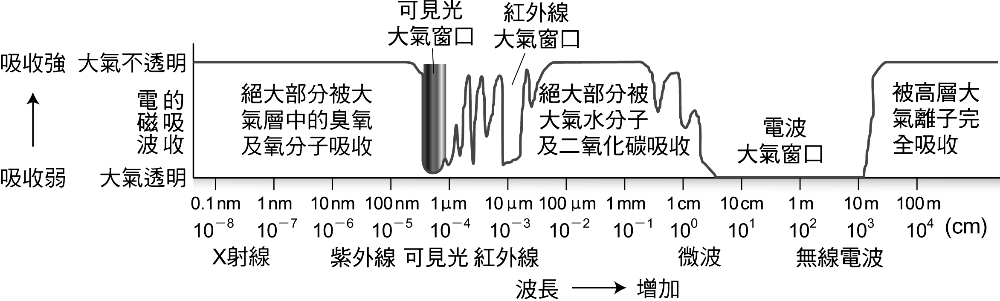 可見光
大氣窗口
紅外線
大氣窗口
吸收強 大氣不透明
電磁波
的吸收
吸收弱 大氣透明
絕大部分被大
氣層中的臭氧
及氧分子吸收
絕大部分被
大氣水分子
及二氧化碳吸收
電波
大氣窗口
被高層大
氣離子完
全吸收
0.1 nm 1 nm 10 nm 100 nm 1 μm 10 μm 100 μm 1 mm 1 cm 10 cm 1 m 10 m 100 m
10⁻⁸ 10⁻⁷ 10⁻⁶ 10⁻⁵ 10⁻⁴ 10⁻³ 10⁻² 10⁻¹ 10⁰ 10¹ 10² 10³ 10⁴ (cm)
X射線 紫外線 可見光 紅外線 微波 無線電波
波長 → 增加